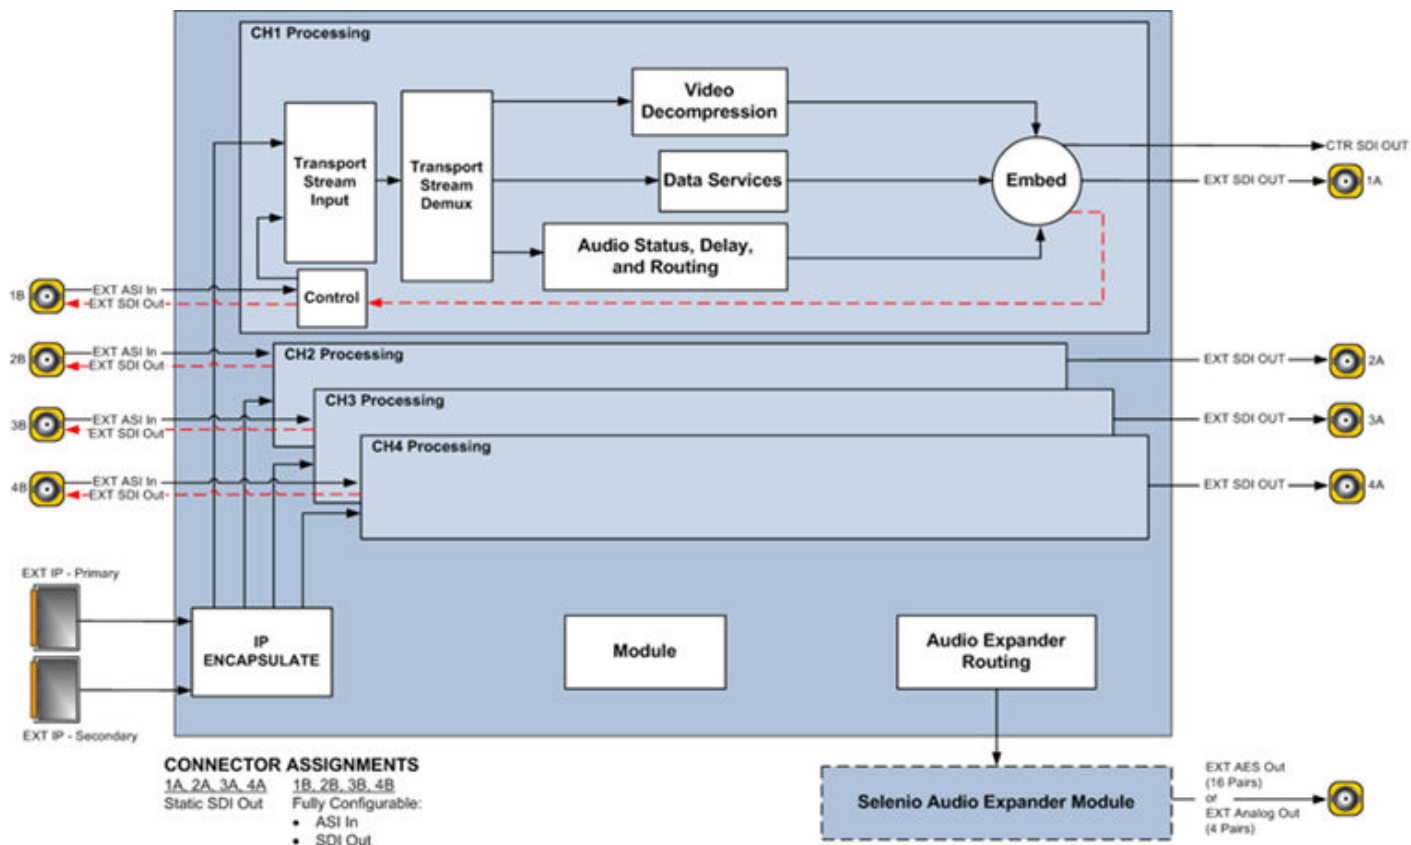 CH1 Processing
Video
Decompression
Transport
Stream
Input
Transport
Stream
Demux
Data Services
Embed
CTR SDI OUT
EXT SDI OUT
1A
Audio Status, Delay,
and Routing
Control
1B
EXT ASI In
EXT SDI Out
2B
EXT ASI In
EXT SDI Out
CH2 Processing
EXT SDI OUT
2A
3B
EXT ASI In
EXT SDI Out
CH3 Processing
EXT SDI OUT
3A
4B
EXT ASI In
EXT SDI Out
CH4 Processing
EXT SDI OUT
4A
EXT IP - Primary
IP
ENCAPSULATE
Module
Audio Expander
Routing
EXT IP - Secondary
CONNECTOR ASSIGNMENTS
1A, 2A, 3A, 4A 1B, 2B, 3B, 4B
Static SDI Out Fully Configurable:
• ASI In
• SDI Out
Selenio Audio Expander Module
EXT AES Out
(16 Pairs)
or
EXT Analog Out
(4 Pairs)